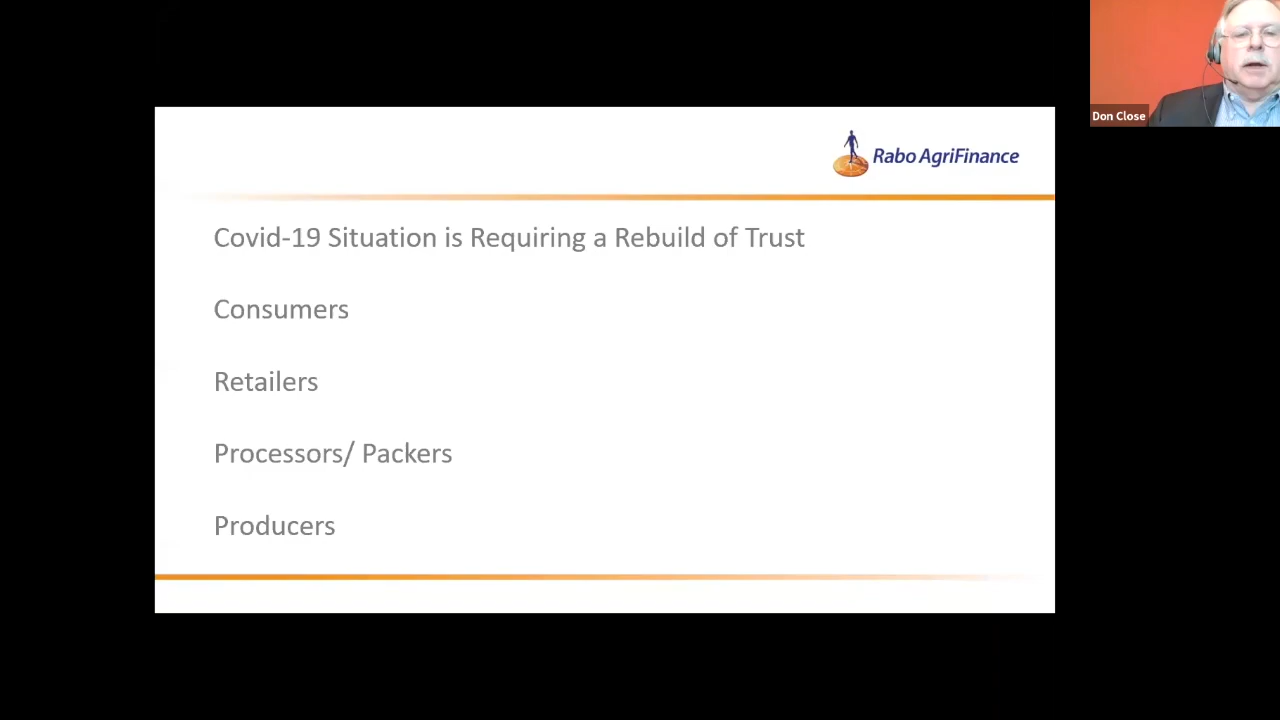 Don Close
Rabo AgriFinance
Covid-19 Situation is Requiring a Rebuild of Trust
Consumers
Retailers
Processors/ Packers
Producers